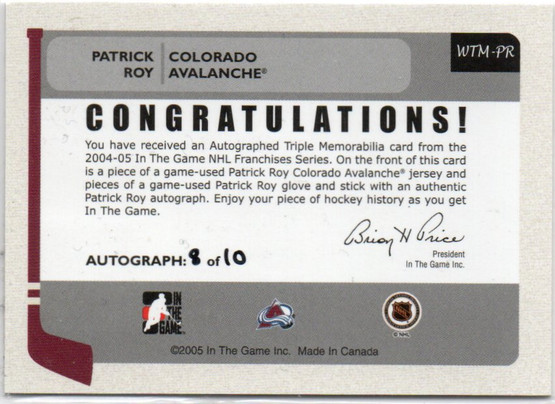 PATRICK ROY
COLORADO AVALANCHE®
WTM-PR
CONGRATULATIONS!
You have received an Autographed Triple Memorabilia card from the
2004-05 In The Game NHL Franchises Series. On the front of this card
is a piece of a game-used Patrick Roy Colorado Avalanche® jersey and
pieces of a game-used Patrick Roy glove and stick with an authentic
Patrick Roy autograph. Enjoy your piece of hockey history as you get
In The Game.
Brian H Price
President
In The Game Inc.
AUTOGRAPH: 8 of 10
IN THE GAME
© NHL
©2005 In The Game Inc. Made In Canada